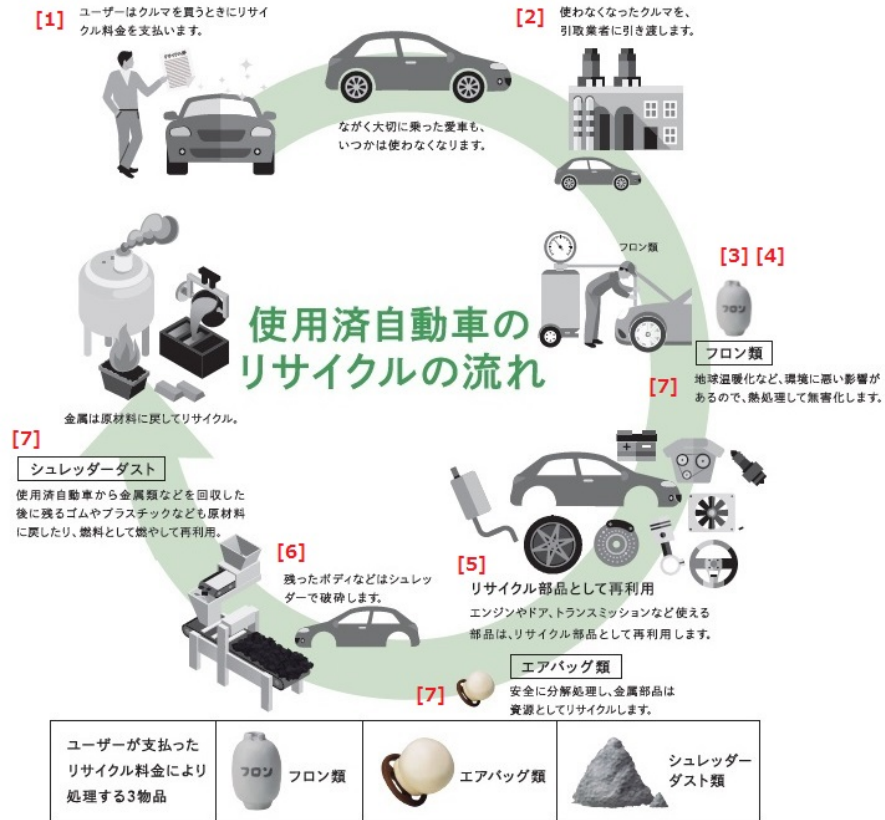 [1]
ユーザーはクルマを買うときにリサイ
クル料金を支払います。
[2]
使わなくなったクルマを、
引取業者に引き渡します。
ながく大切に乗った愛車も、
いつかは使わなくなります。
フロン類
[3] [4]
フロン
フロン類
[7]
地球温暖化など、環境に悪い影響が
あるので、熱処理して無害化します。
使用済自動車の
リサイクルの流れ
金属は原材料に戻してリサイクル。
[7]
シュレッダーダスト
使用済自動車から金属類などを回収した
後に残るゴムやプラスチックなども原材料
に戻したり、燃料として燃やして再利用。
[5]
リサイクル部品として再利用
エンジンやドア、トランスミッションなど使える
部品は、リサイクル部品として再利用します。
[6]
残ったボディなどはシュレッ
ダーで破砕します。
[7]
エアバッグ類
安全に分解処理し、金属部品は
資源としてリサイクルします。
ユーザーが支払った
リサイクル料金により
処理する3物品
フロン
フロン類
エアバッグ類
シュレッダー
ダスト類